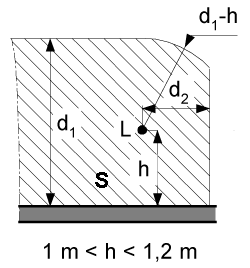 d₁-h
d₂
d₁
L
h
S
1 m < h < 1,2 m